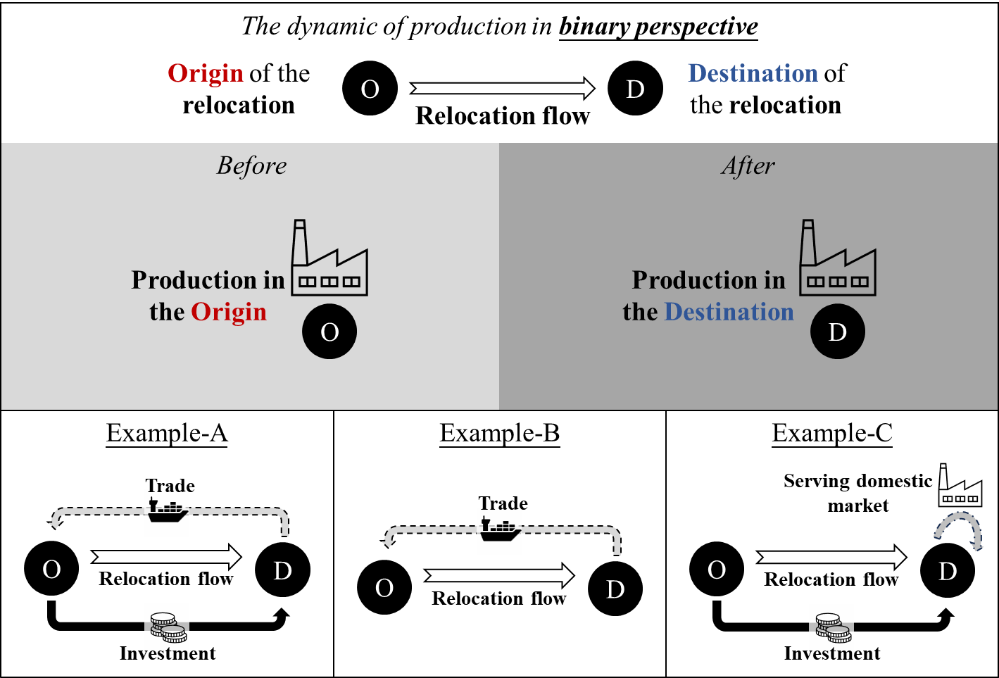 The dynamic of production in binary perspective
Origin of the
relocation
O
Relocation flow
D
Destination of
the relocation
Before
Production in
the Origin
O
After
Production in
the Destination
D
Example-A
Trade
O
Relocation flow
D
Investment
Example-B
Trade
O
Relocation flow
D
Example-C
Serving domestic
market
O
Relocation flow
D
Investment